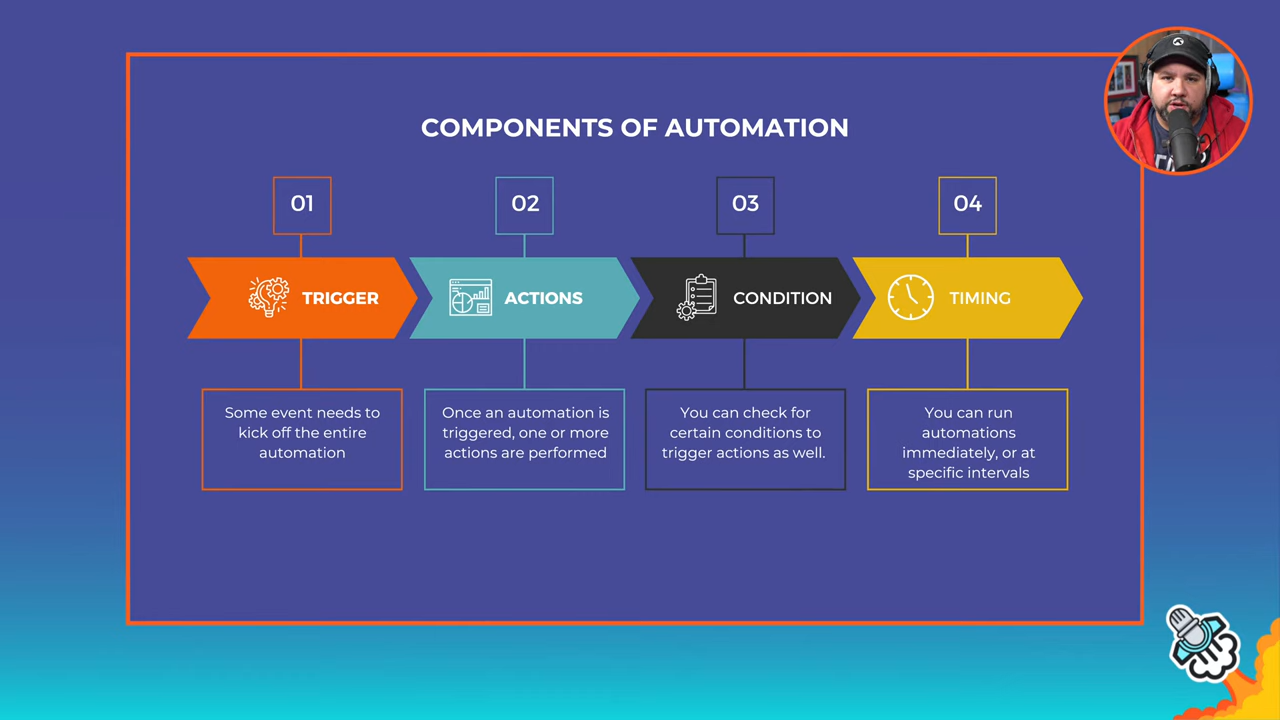 COMPONENTS OF AUTOMATION
01
02
03
04
TRIGGER
ACTIONS
CONDITION
TIMING
Some event needs to
kick off the entire
automation
Once an automation is
triggered, one or more
actions are performed
You can check for
certain conditions to
trigger actions as well.
You can run
automations
immediately, or at
specific intervals